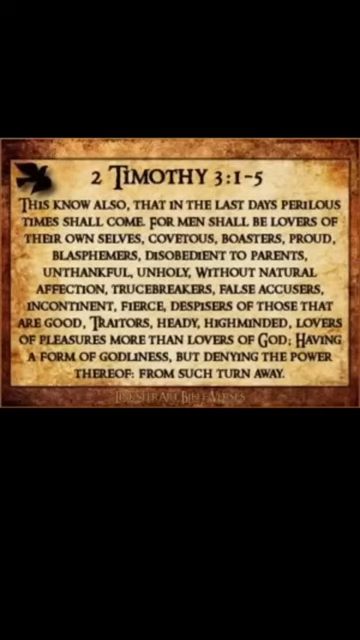 2 Timothy 3:1-5
This know also, that in the last days perilous
times shall come. For men shall be lovers of
their own selves, covetous, boasters, proud,
blasphemers, disobedient to parents,
unthankful, unholy, Without natural
affection, trucebreakers, false accusers,
incontinent, fierce, despisers of those that
are good, Traitors, heady, highminded, lovers
of pleasures more than lovers of God; Having
a form of godliness, but denying the power
thereof: from such turn away.
Bible Verses